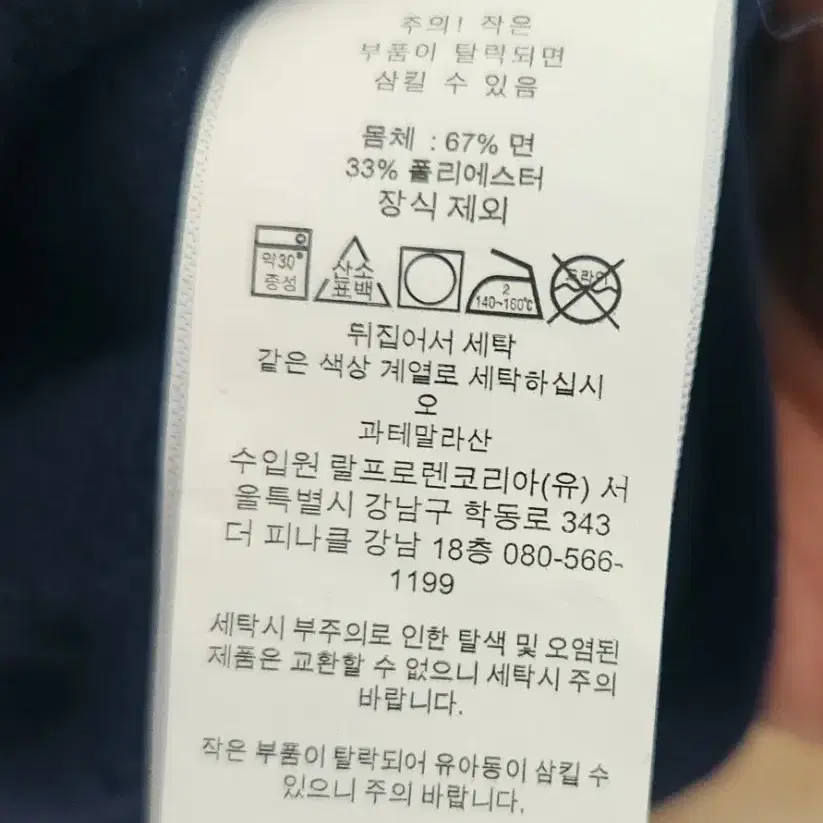 주의! 작은
부품이 탈락되면
삼킬 수 있음
몸체 : 67% 면
33% 폴리에스터
장식 제외
약30°
중성
산소
표백
2
140~160℃
드라이
뒤집어서 세탁
같은 색상 계열로 세탁하십시
오
과테말라산
수입원 랄프로렌코리아(유) 서
울특별시 강남구 학동로 343
더 피나클 강남 18층 080-566-
1199
세탁시 부주의로 인한 탈색 및 오염된
제품은 교환할 수 없으니 세탁시 주의
바랍니다.
작은 부품이 탈락되어 유아동이 삼킬 수
있으니 주의 바랍니다.